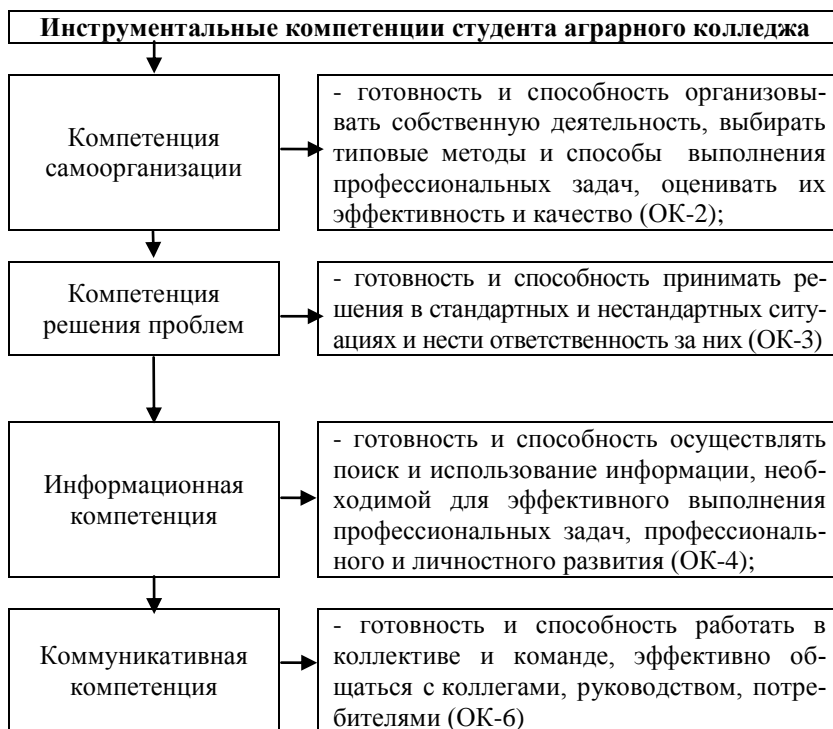 Инструментальные компетенции студента аграрного колледжа
Компетенция
самоорганизации
- готовность и способность организовы-
вать собственную деятельность, выбирать
типовые методы и способы выполнения
профессиональных задач, оценивать их
эффективность и качество (ОК-2);
Компетенция
решения проблем
- готовность и способность принимать ре-
шения в стандартных и нестандартных ситу-
ациях и нести ответственность за них (ОК-3)
Информационная
компетенция
- готовность и способность осуществлять
поиск и использование информации, необ-
ходимой для эффективного выполнения
профессиональных задач, профессиональ-
ного и личностного развития (ОК-4);
Коммуникативная
компетенция
- готовность и способность работать в
коллективе и команде, эффективно об-
щаться с коллегами, руководством, потре-
бителями (ОК-6)